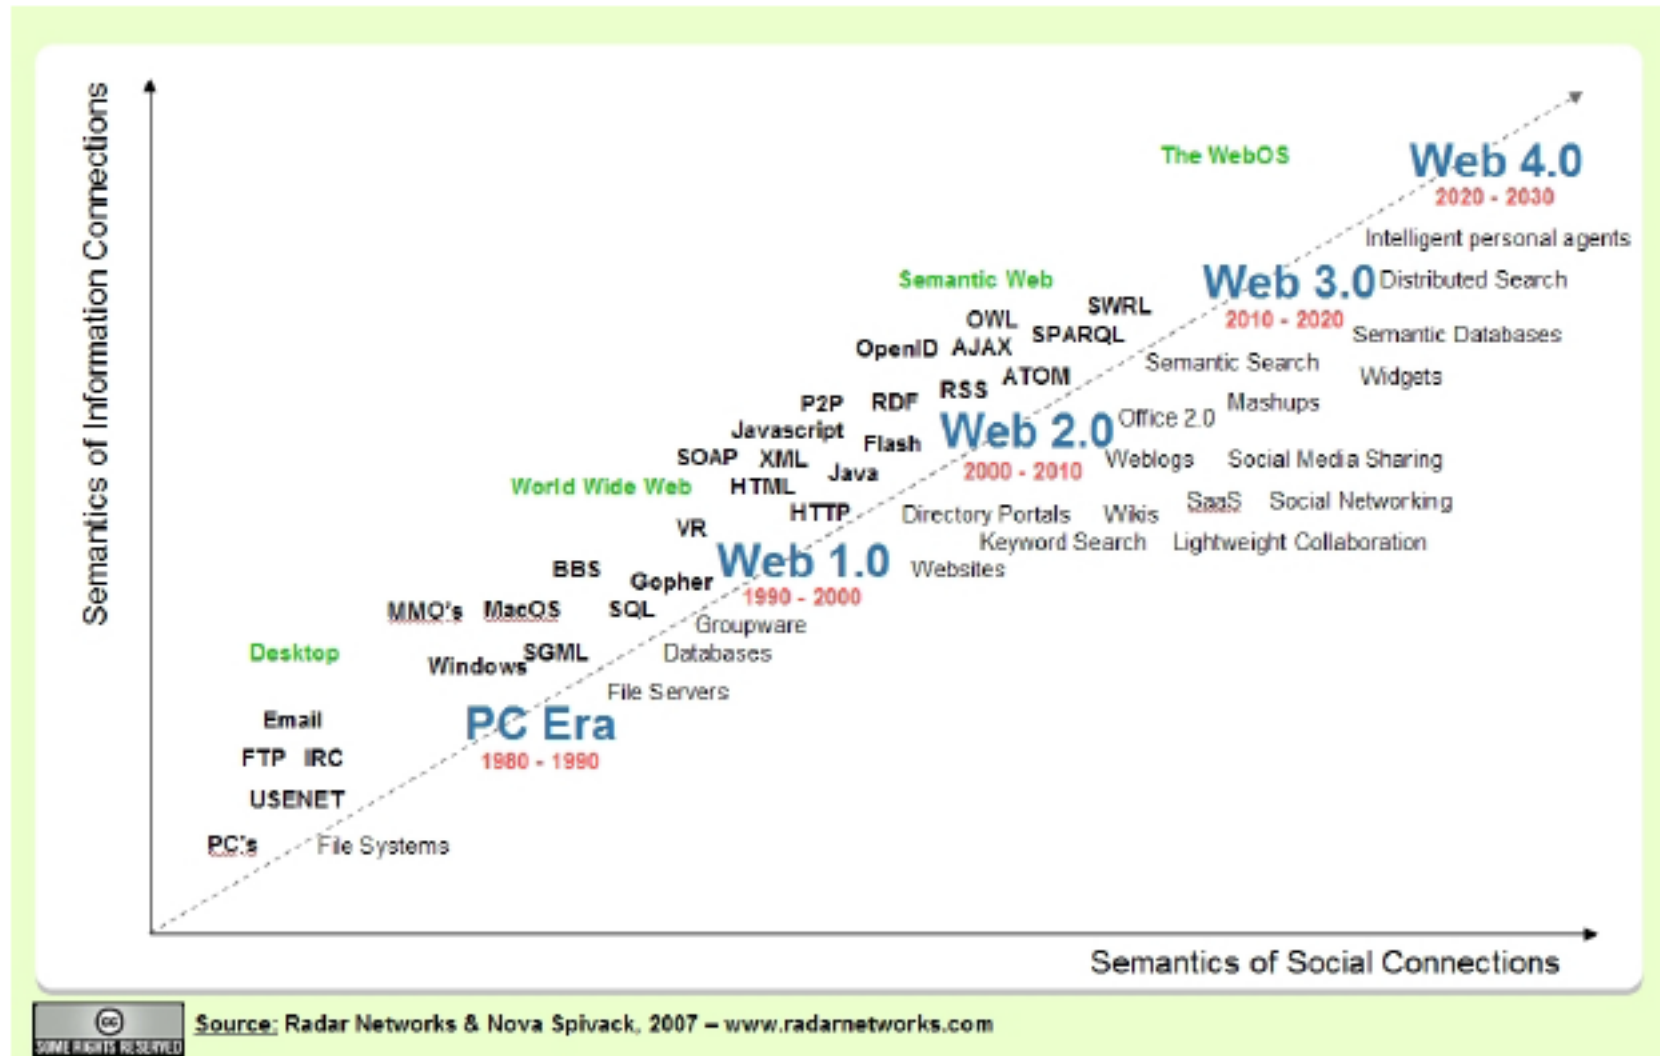 Semantics of Information Connections
The WebOS
Web 4.0
2020 - 2030
Intelligent personal agents
Semantic Web
Web 3.0
2010 - 2020
Distributed Search
SWRL
OWL
SPARQL
Semantic Databases
OpenID
AJAX
Semantic Search
ATOM
Widgets
RSS
P2P
RDF
Mashups
Web 2.0
2000 - 2010
Office 2.0
Javascript
Flash
SOAP
XML
Weblogs
Social Media Sharing
Java
World Wide Web
HTML
SaaS
Social Networking
HTTP
Directory Portals
Wikis
VR
Keyword Search
Lightweight Collaboration
Web 1.0
1990 - 2000
Websites
BBS
Gopher
MMO's
MacOS
SQL
Groupware
Desktop
SGML
Databases
Windows
File Servers
Email
PC Era
1980 - 1990
FTP
IRC
USENET
PC's
File Systems
Semantics of Social Connections
cc
SOME RIGHTS RESERVED
Source: Radar Networks & Nova Spivack, 2007 – www.radarnetworks.com